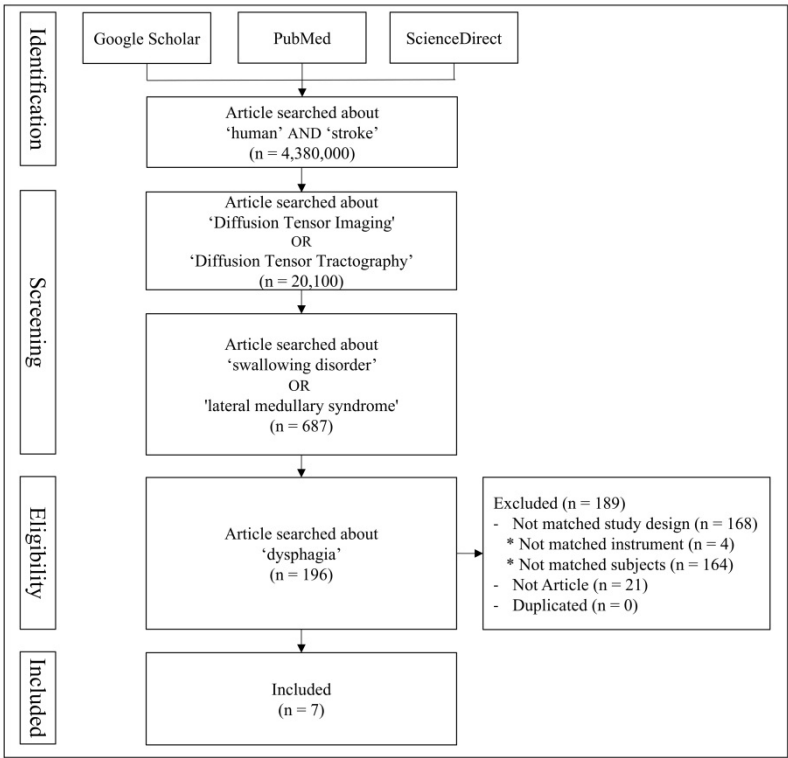 Identification
Google Scholar
PubMed
ScienceDirect
Article searched about
‘human’ AND ‘stroke’
(n = 4,380,000)
Screening
Article searched about
‘Diffusion Tensor Imaging'
OR
‘Diffusion Tensor Tractography’
(n = 20,100)
Article searched about
‘swallowing disorder’
OR
'lateral medullary syndrome'
(n = 687)
Eligibility
Article searched about
‘dysphagia’
(n = 196)
Excluded (n = 189)
- Not matched study design (n = 168)
* Not matched instrument (n = 4)
* Not matched subjects (n = 164)
- Not Article (n = 21)
- Duplicated (n = 0)
Included
Included
(n = 7)